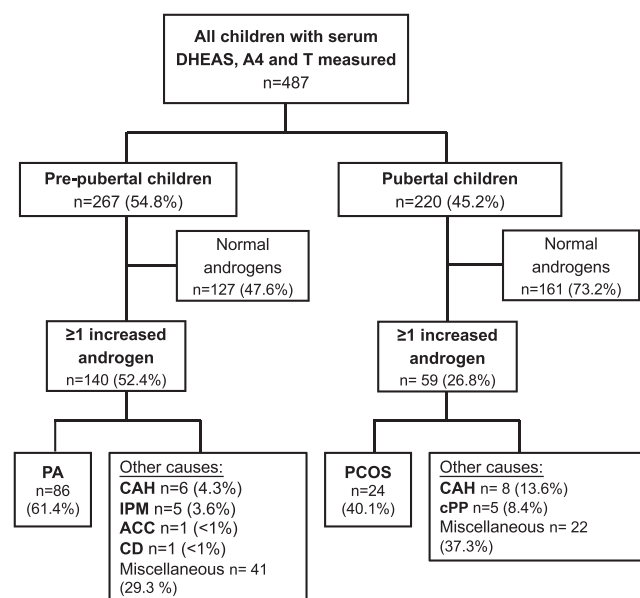 All children with serum
DHEAS, A4 and T measured
n=487
Pre-pubertal children
n=267 (54.8%)
Pubertal children
n=220 (45.2%)
Normal
androgens
n=127 (47.6%)
Normal
androgens
n=161 (73.2%)
≥1 increased
androgen
n=140 (52.4%)
≥1 increased
androgen
n= 59 (26.8%)
PA
n=86
(61.4%)
Other causes:
CAH n=6 (4.3%)
IPM n=5 (3.6%)
ACC n=1 (<1%)
CD n=1 (<1%)
Miscellaneous n= 41
(29.3 %)
PCOS
n=24
(40.1%)
Other causes:
CAH n= 8 (13.6%)
cPP n=5 (8.4%)
Miscellaneous n= 22
(37.3%)